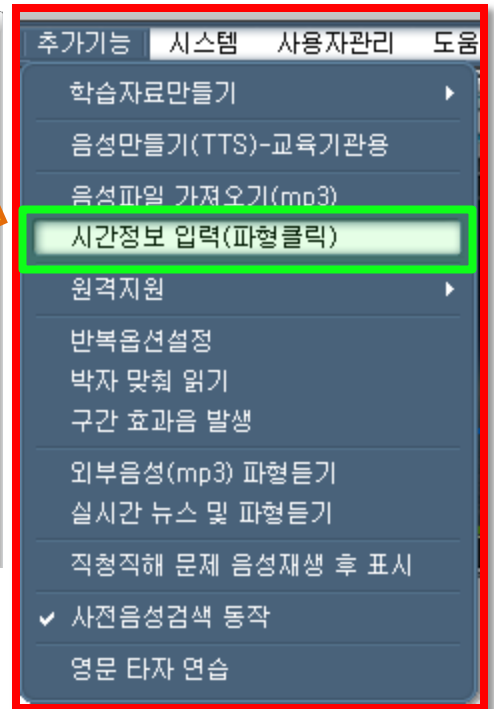 추가기능 시스템 사용자관리 도움
학습자료만들기
음성만들기(TTS)-교육기관용
음성파일 가져오기(mp3)
시간정보 입력(파형클릭)
원격지원
반복옵션설정
박자 맞춰 읽기
구간 효과음 발생
외부음성(mp3) 파형듣기
실시간 뉴스 및 파형듣기
직청직해 문제 음성재생 후 표시
사전음성검색 동작
영문 타자 연습